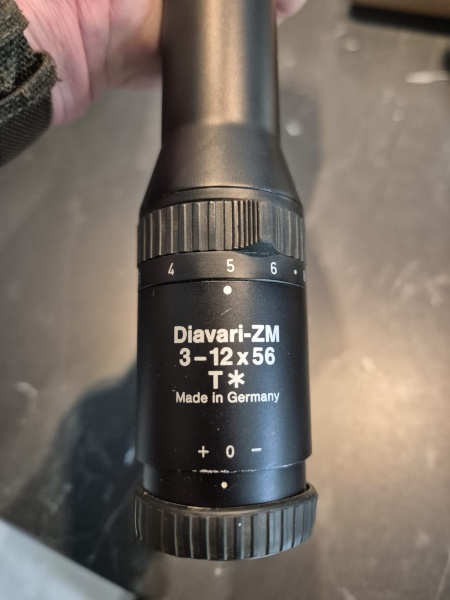 4 5 6 •
Diavari-ZM
3-12x56
T*
Made in Germany
+ 0 -